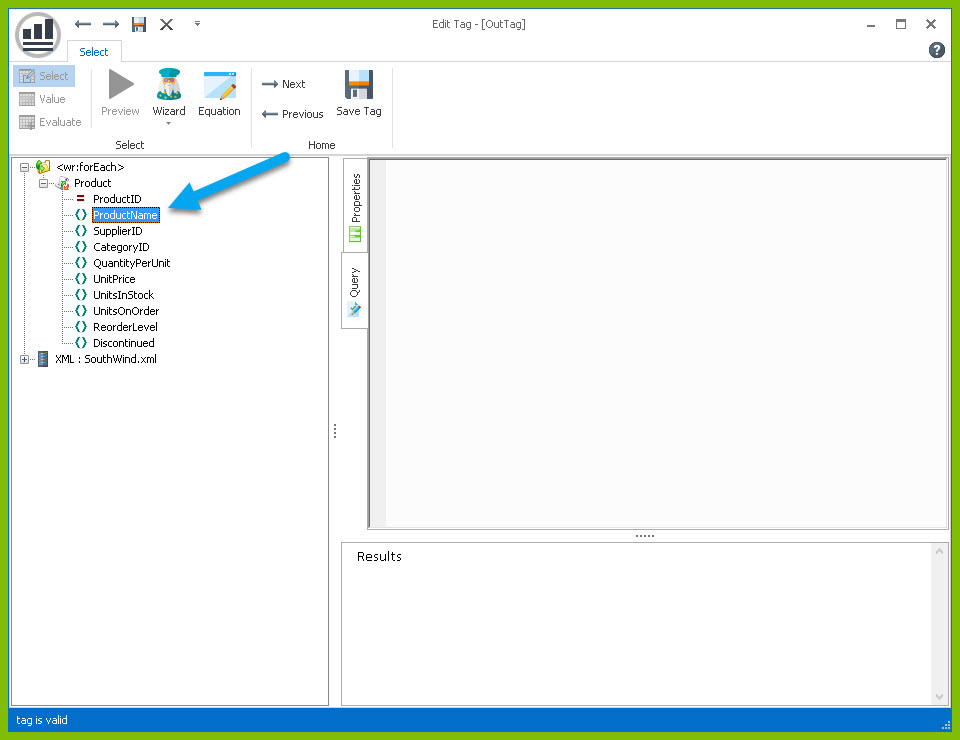 Edit Tag - [OutTag]
Select
?
Select
Value
Evaluate
Preview
Wizard
Equation
Select
Next
Previous
Save Tag
Home
<wr:forEach>
Product
ProductID
ProductName
SupplierID
CategoryID
QuantityPerUnit
UnitPrice
UnitsInStock
UnitsOnOrder
ReorderLevel
Discontinued
XML : SouthWind.xml
Properties
Query
Results
tag is valid